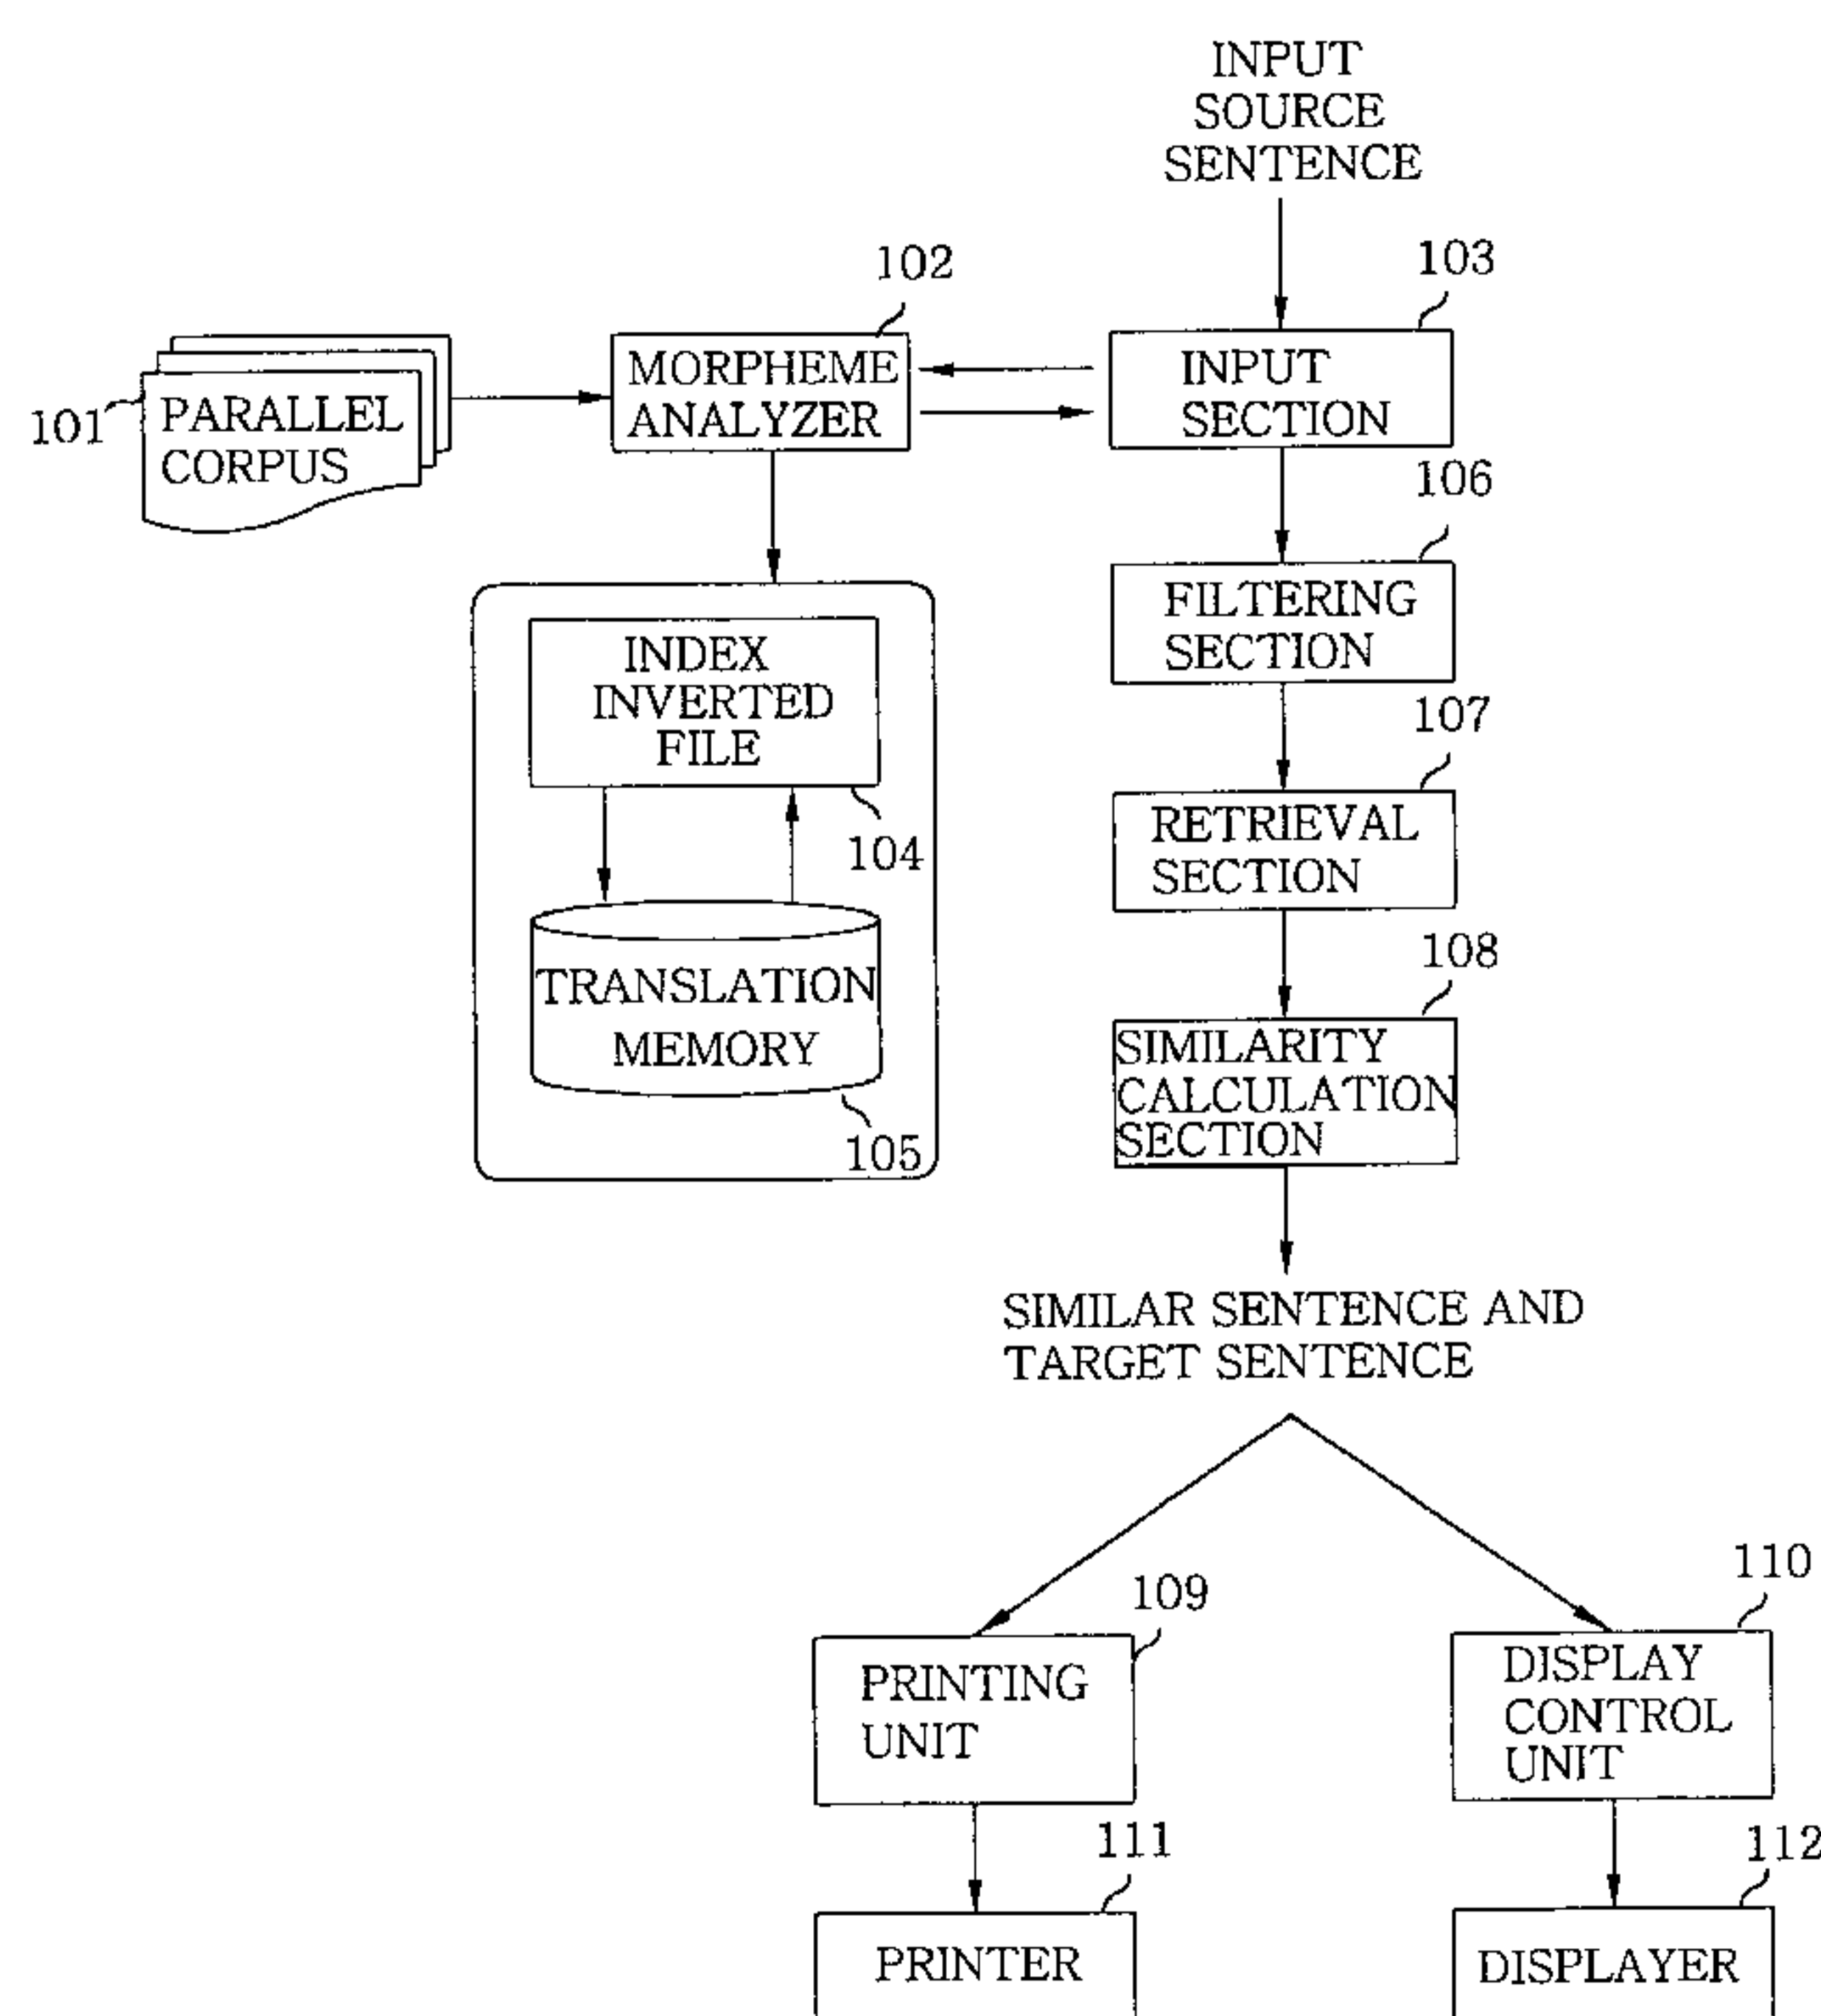 INPUT
SOURCE
SENTENCE
102
103
101
PARALLEL
CORPUS
MORPHEME
ANALYZER
INPUT
SECTION
106
FILTERING
SECTION
INDEX
INVERTED
FILE
104
107
RETRIEVAL
SECTION
TRANSLATION
MEMORY
105
108
SIMILARITY
CALCULATION
SECTION
SIMILAR SENTENCE AND
TARGET SENTENCE
109
110
PRINTING
UNIT
DISPLAY
CONTROL
UNIT
111
112
PRINTER
DISPLAYER